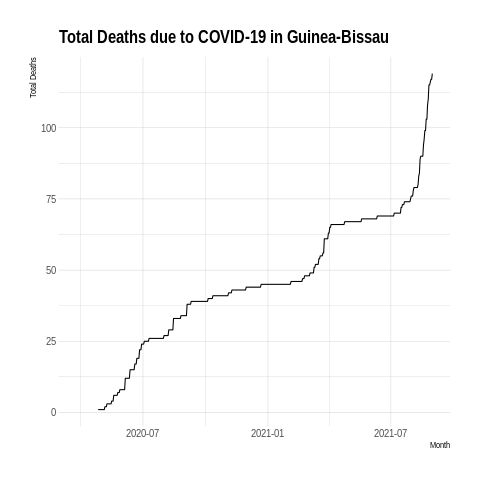 Total Deaths due to COVID-19 in Guinea-Bissau
Total Deaths
100
75
50
25
0
2020-07 2021-01 2021-07
Month